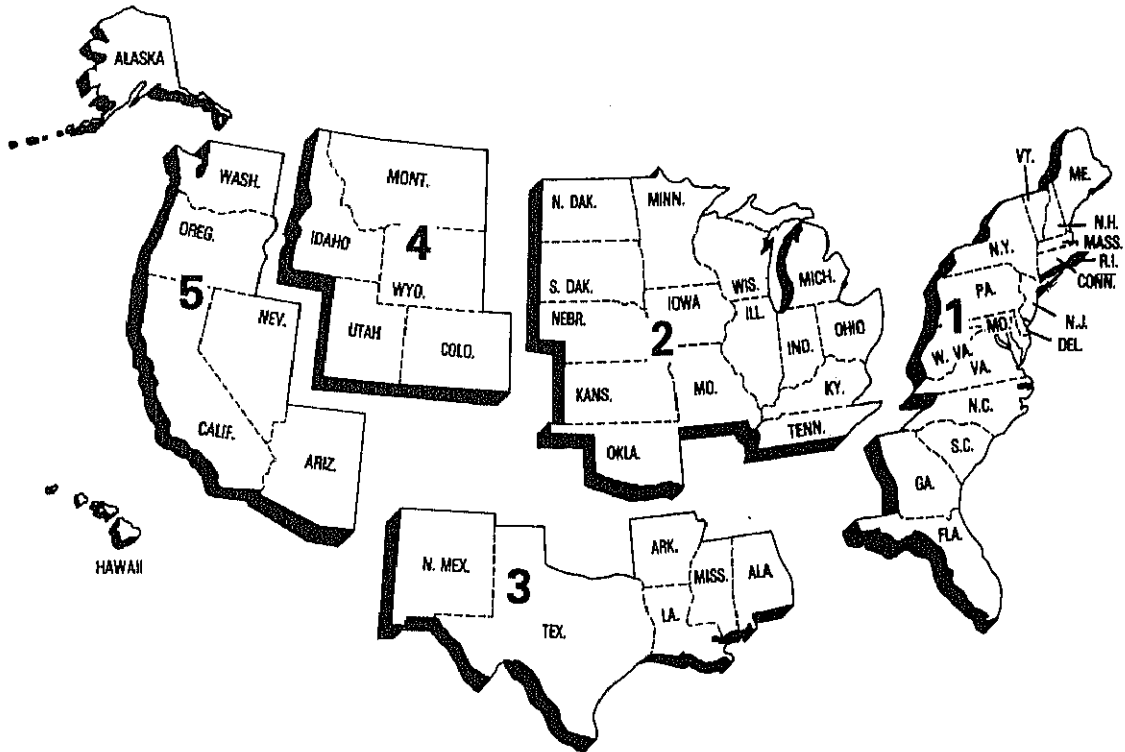 ALASKA
WASH.
OREG.
5
NEV.
CALIF.
ARIZ.
HAWAII
MONT.
IDAHO
4
WYO.
UTAH
COLO.
N. DAK.
MINN.
S. DAK.
WIS.
MICH.
NEBR.
IOWA
2
ILL.
IND.
OHIO
KANS.
MO.
KY.
OKLA.
TENN.
N. MEX.
3
TEX.
ARK.
LA.
MISS.
ALA
VT.
ME.
N.H.
MASS.
R.I.
CONN.
N.Y.
PA.
1
N.J.
MD.
DEL.
W. VA.
VA.
N.C.
S.C.
GA.
FLA.